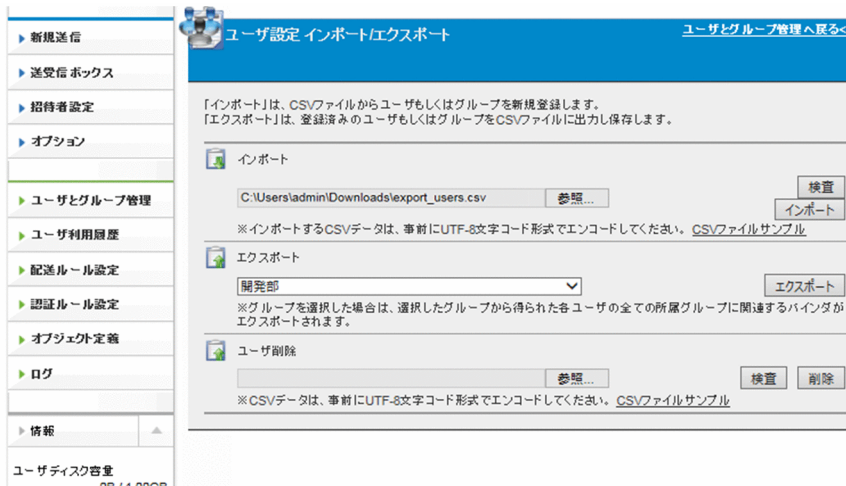 新規送信
送受信ボックス
招待者設定
オプション
ユーザとグループ管理
ユーザ利用履歴
配送ルール設定
認証ルール設定
オブジェクト定義
ログ
情報
ユーザディスク容量
ユーザ設定 インポート/エクスポート
ユーザとグループ管理へ戻る<
「インポート」は、CSVファイルからユーザもしくはグループを新規登録します。
「エクスポート」は、登録済みのユーザもしくはグループをCSVファイルに出力し保存します。
インポート
C:\Users\admin\Downloads\export_users.csv 参照...
検査
インポート
※インポートするCSVデータは、事前にUTF-8文字コード形式でエンコードしてください。 CSVファイルサンプル
エクスポート
開発部 エクスポート
※グループを選択した場合は、選択したグループから得られた各ユーザの全ての所属グループに関連するバインダが
エクスポートされます。
ユーザ削除
参照... 検査 削除
※CSVデータは、事前にUTF-8文字コード形式でエンコードしてください。 CSVファイルサンプル